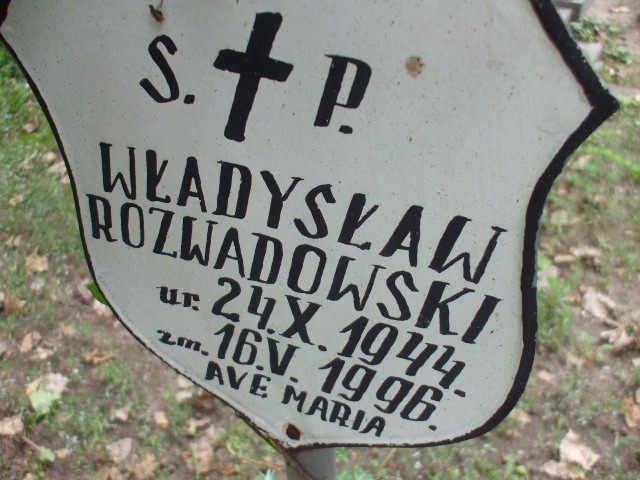 S. P.
WŁADYSŁAW
ROZWADOWSKI
ur. 24.X. 1944.
zm. 16.V. 1996.
AVE MARIA